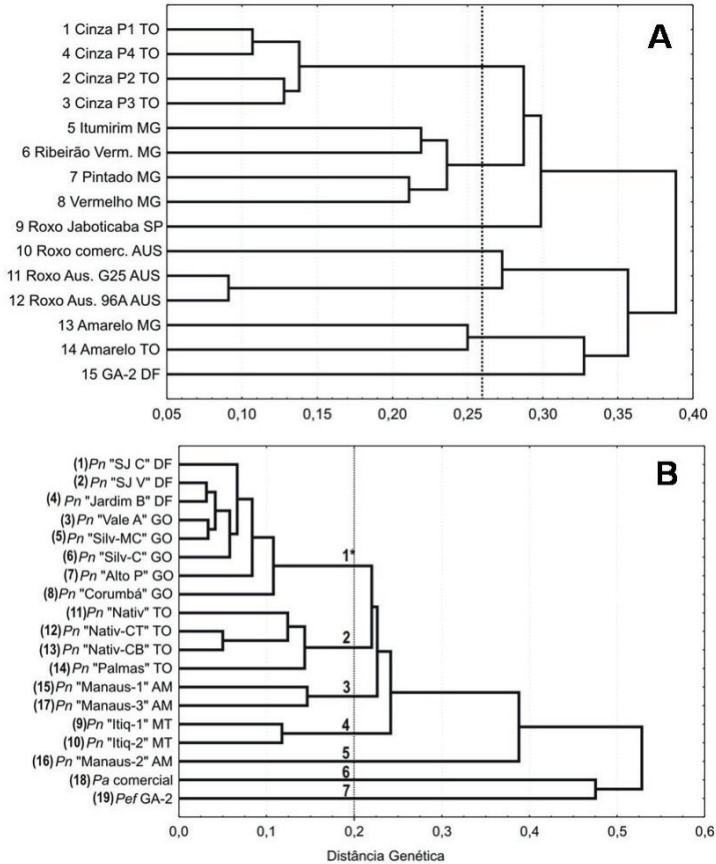 A
1 Cinza P1 TO
4 Cinza P4 TO
2 Cinza P2 TO
3 Cinza P3 TO
5 Itumirim MG
6 Ribeirão Verm. MG
7 Pintado MG
8 Vermelho MG
9 Roxo Jaboticaba SP
10 Roxo comerc. AUS
11 Roxo Aus. G25 AUS
12 Roxo Aus. 96A AUS
13 Amarelo MG
14 Amarelo TO
15 GA-2 DF
0,05 0,10 0,15 0,20 0,25 0,30 0,35 0,40
B
(1) Pn "SJ C" DF
(2) Pn "SJ V" DF
(4) Pn "Jardim B" DF
(3) Pn "Vale A" GO
(5) Pn "Silv-MC" GO
(6) Pn "Silv-C" GO
(7) Pn "Alto P" GO
(8) Pn "Corumbá" GO
(11) Pn "Nativ" TO
(12) Pn "Nativ-CT" TO
(13) Pn "Nativ-CB" TO
(14) Pn "Palmas" TO
(15) Pn "Manaus-1" AM
(17) Pn "Manaus-3" AM
(9) Pn "Itiq-1" MT
(10) Pn "Itiq-2" MT
(16) Pn "Manaus-2" AM
(18) Pa comercial
(19) Pef GA-2
1*
2
3
4
5
6
7
0,0 0,1 0,2 0,3 0,4 0,5 0,6
Distância Genética